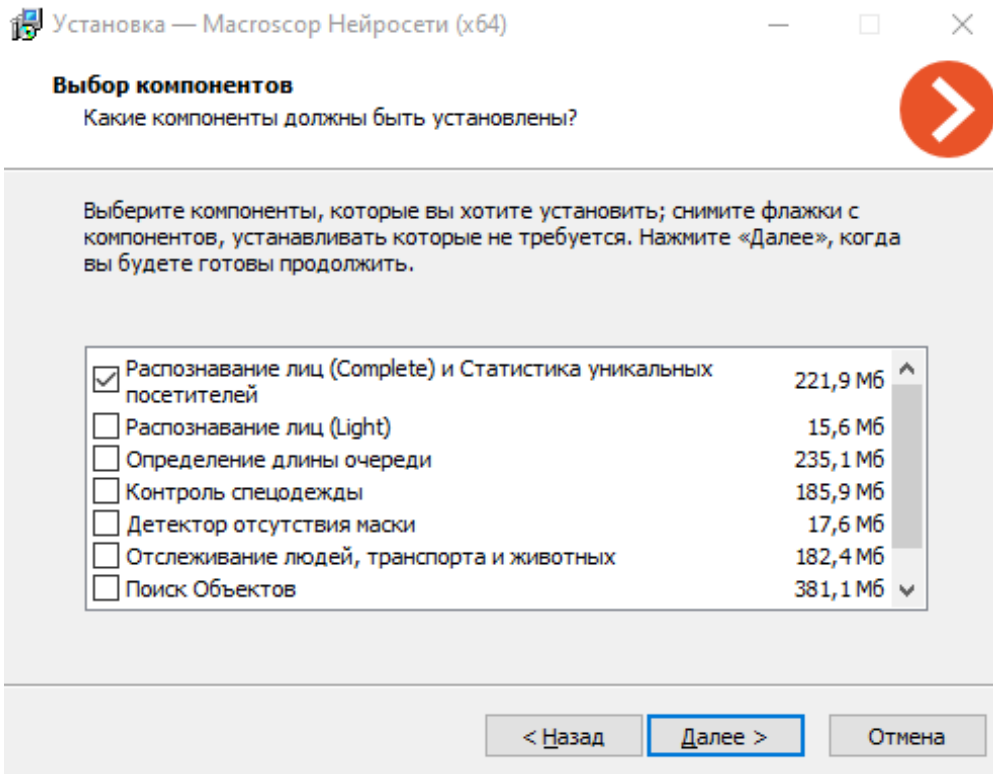 Установка — Macroscop Нейросети (x64)
Выбор компонентов
Какие компоненты должны быть установлены?
Выберите компоненты, которые вы хотите установить; снимите флажки с
компонентов, устанавливать которые не требуется. Нажмите «Далее», когда
вы будете готовы продолжить.
Распознавание лиц (Complete) и Статистика уникальных
посетителей 221,9 Мб
Распознавание лиц (Light) 15,6 Мб
Определение длины очереди 235,1 Мб
Контроль спецодежды 185,9 Мб
Детектор отсутствия маски 17,6 Мб
Отслеживание людей, транспорта и животных 182,4 Мб
Поиск Объектов 381,1 Мб
< Назад Далее > Отмена